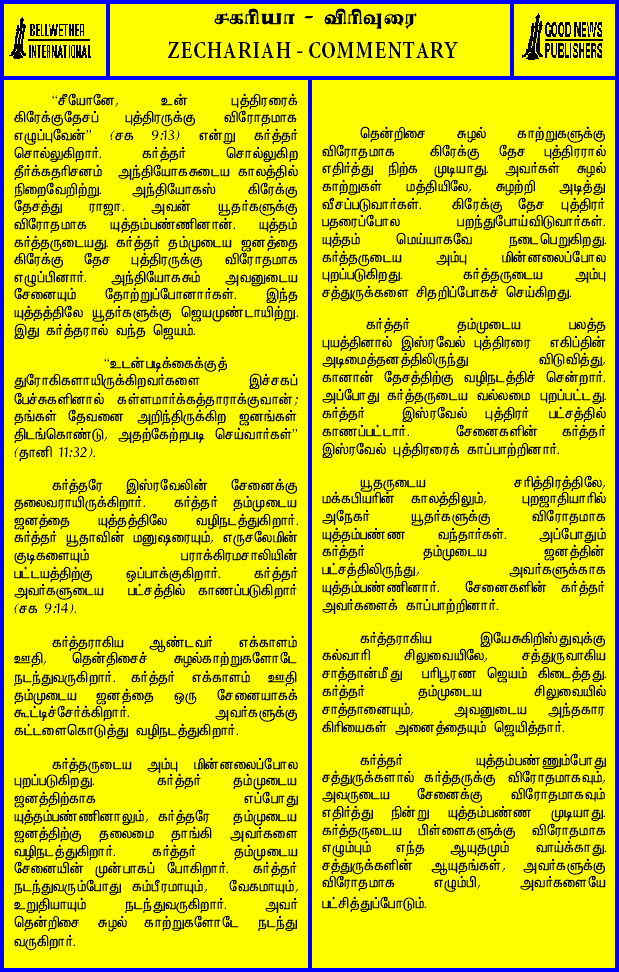 BELLWETHER
INTERNATIONAL
சகரியா - விரிவுரை
ZECHARIAH - COMMENTARY
GOOD NEWS
PUBLISHERS
“சீயோனே, உன் புத்திரரைக்
கிரேக்குதேசப் புத்திரருக்கு விரோதமாக
எழுப்புவேன்” (சக 9:13) என்று கர்த்தர்
சொல்லுகிறார். கர்த்தர் சொல்லுகிற
தீர்க்கதரிசனம் அந்தியோகசுடைய காலத்தில்
நிறைவேறிற்று. அந்தியோகஸ் கிரேக்கு
தேசத்து ராஜா. அவன் யூதர்களுக்கு
விரோதமாக யுத்தம்பண்ணினான். யுத்தம்
கர்த்தருடையது. கர்த்தர் தம்முடைய ஜனத்தை
கிரேக்கு தேச புத்திரருக்கு விரோதமாக
எழுப்பினார். அந்தியோகசும் அவனுடைய
சேனையும் தோற்றுப்போனார்கள். இந்த
யுத்தத்திலே யூதர்களுக்கு ஜெயமுண்டாயிற்று.
இது கர்த்தரால் வந்த ஜெயம்.
“உடன்படிக்கைக்குத்
துரோகிகளாயிருக்கிறவர்களை இச்சகப்
பேச்சுகளினால் கள்ளமார்க்கத்தாராக்குவான்;
தங்கள் தேவனை அறிந்திருக்கிற ஜனங்கள்
திடங்கொண்டு, அதற்கேற்றபடி செய்வார்கள்”
(தானி 11:32).
கர்த்தரே இஸ்ரவேலின் சேனைக்கு
தலைவராயிருக்கிறார். கர்த்தர் தம்முடைய
ஜனத்தை யுத்தத்திலே வழிநடத்துகிறார்.
கர்த்தர் யூதாவின் மனுஷரையும், எருசலேமின்
குடிகளையும் பராக்கிரமசாலியின்
பட்டயத்திற்கு ஒப்பாக்குகிறார். கர்த்தர்
அவர்களுடைய பட்சத்தில் காணப்படுகிறார்
(சக 9:14).
கர்த்தராகிய ஆண்டவர் எக்காளம்
ஊதி, தென்திசைச் சுழல்காற்றுகளோடே
நடந்துவருகிறார். கர்த்தர் எக்காளம் ஊதி
தம்முடைய ஜனத்தை ஒரு சேனையாகக்
கூட்டிச்சேர்க்கிறார். அவர்களுக்கு
கட்டளைகொடுத்து வழிநடத்துகிறார்.
கர்த்தருடைய அம்பு மின்னலைப்போல
புறப்படுகிறது. கர்த்தர் தம்முடைய
ஜனத்திற்காக எப்போது
யுத்தம்பண்ணினாலும், கர்த்தரே தம்முடைய
ஜனத்திற்கு தலைமை தாங்கி அவர்களை
வழிநடத்துகிறார். கர்த்தர் தம்முடைய
சேனையின் முன்பாகப் போகிறார். கர்த்தர்
நடந்துவரும்போது கம்பீரமாயும், வேகமாயும்,
உறுதியாயும் நடந்துவருகிறார். அவர்
தென்றிசை சுழல் காற்றுகளோடே நடந்து
வருகிறார்.
தென்றிசை சுழல் காற்றுகளுக்கு
விரோதமாக கிரேக்கு தேச புத்திரரால்
எதிர்த்து நிற்க முடியாது. அவர்கள் சுழல்
காற்றுகள் மத்தியிலே, சுழற்றி அடித்து
வீசப்படுவார்கள். கிரேக்கு தேச புத்திரர்
பதரைப்போல பறந்துபோய்விடுவார்கள்.
யுத்தம் மெய்யாகவே நடைபெறுகிறது.
கர்த்தருடைய அம்பு மின்னலைப்போல
புறப்படுகிறது. கர்த்தருடைய அம்பு
சத்துருக்களை சிதறிப்போகச் செய்கிறது.
கர்த்தர் தம்முடைய பலத்த
புயத்தினால் இஸ்ரவேல் புத்திரரை எகிப்தின்
அடிமைத்தனத்திலிருந்து விடுவித்து,
கானான் தேசத்திற்கு வழிநடத்திச் சென்றார்.
அப்போது கர்த்தருடைய வல்லமை புறப்பட்டது.
கர்த்தர் இஸ்ரவேல் புத்திரர் பட்சத்தில்
காணப்பட்டார். சேனைகளின் கர்த்தர்
இஸ்ரவேல் புத்திரரைக் காப்பாற்றினார்.
யூதருடைய சரித்திரத்திலே,
மக்கபியரின் காலத்திலும், புறஜாதியாரில்
அநேகர் யூதர்களுக்கு விரோதமாக
யுத்தம்பண்ண வந்தார்கள். அப்போதும்
கர்த்தர் தம்முடைய ஜனத்தின்
பட்சத்திலிருந்து, அவர்களுக்காக
யுத்தம்பண்ணினார். சேனைகளின் கர்த்தர்
அவர்களைக் காப்பாற்றினார்.
கர்த்தராகிய இயேசுகிறிஸ்துவுக்கு
கல்வாரி சிலுவையிலே, சத்துருவாகிய
சாத்தான்மீது பரிபூரண ஜெயம் கிடைத்தது.
கர்த்தர் தம்முடைய சிலுவையில்
சாத்தானையும், அவனுடைய அந்தகார
கிரியைகள் அனைத்தையும் ஜெயித்தார்.
கர்த்தர் யுத்தம்பண்ணும்போது
சத்துருக்களால் கர்த்தருக்கு விரோதமாகவும்,
அவருடைய சேனைக்கு விரோதமாகவும்
எதிர்த்து நின்று யுத்தம்பண்ண முடியாது.
கர்த்தருடைய பிள்ளைகளுக்கு விரோதமாக
எழும்பும் எந்த ஆயுதமும் வாய்க்காது.
சத்துருக்களின் ஆயுதங்கள், அவர்களுக்கு
விரோதமாக எழும்பி, அவர்களையே
பட்சித்துப்போடும்.